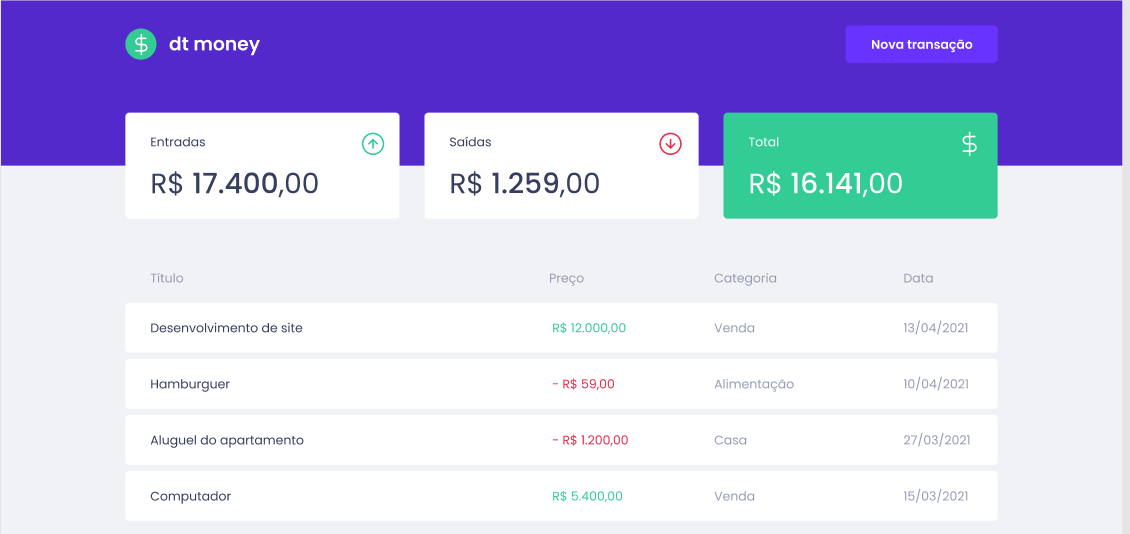 $ dt money
Nova transação
Entradas
R$ 17.400,00
Saídas
R$ 1.259,00
Total $
R$ 16.141,00
Título Preço Categoria Data
Desenvolvimento de site R$ 12.000,00 Venda 13/04/2021
Hamburguer - R$ 59,00 Alimentação 10/04/2021
Aluguel do apartamento - R$ 1.200,00 Casa 27/03/2021
Computador R$ 5.400,00 Venda 15/03/2021